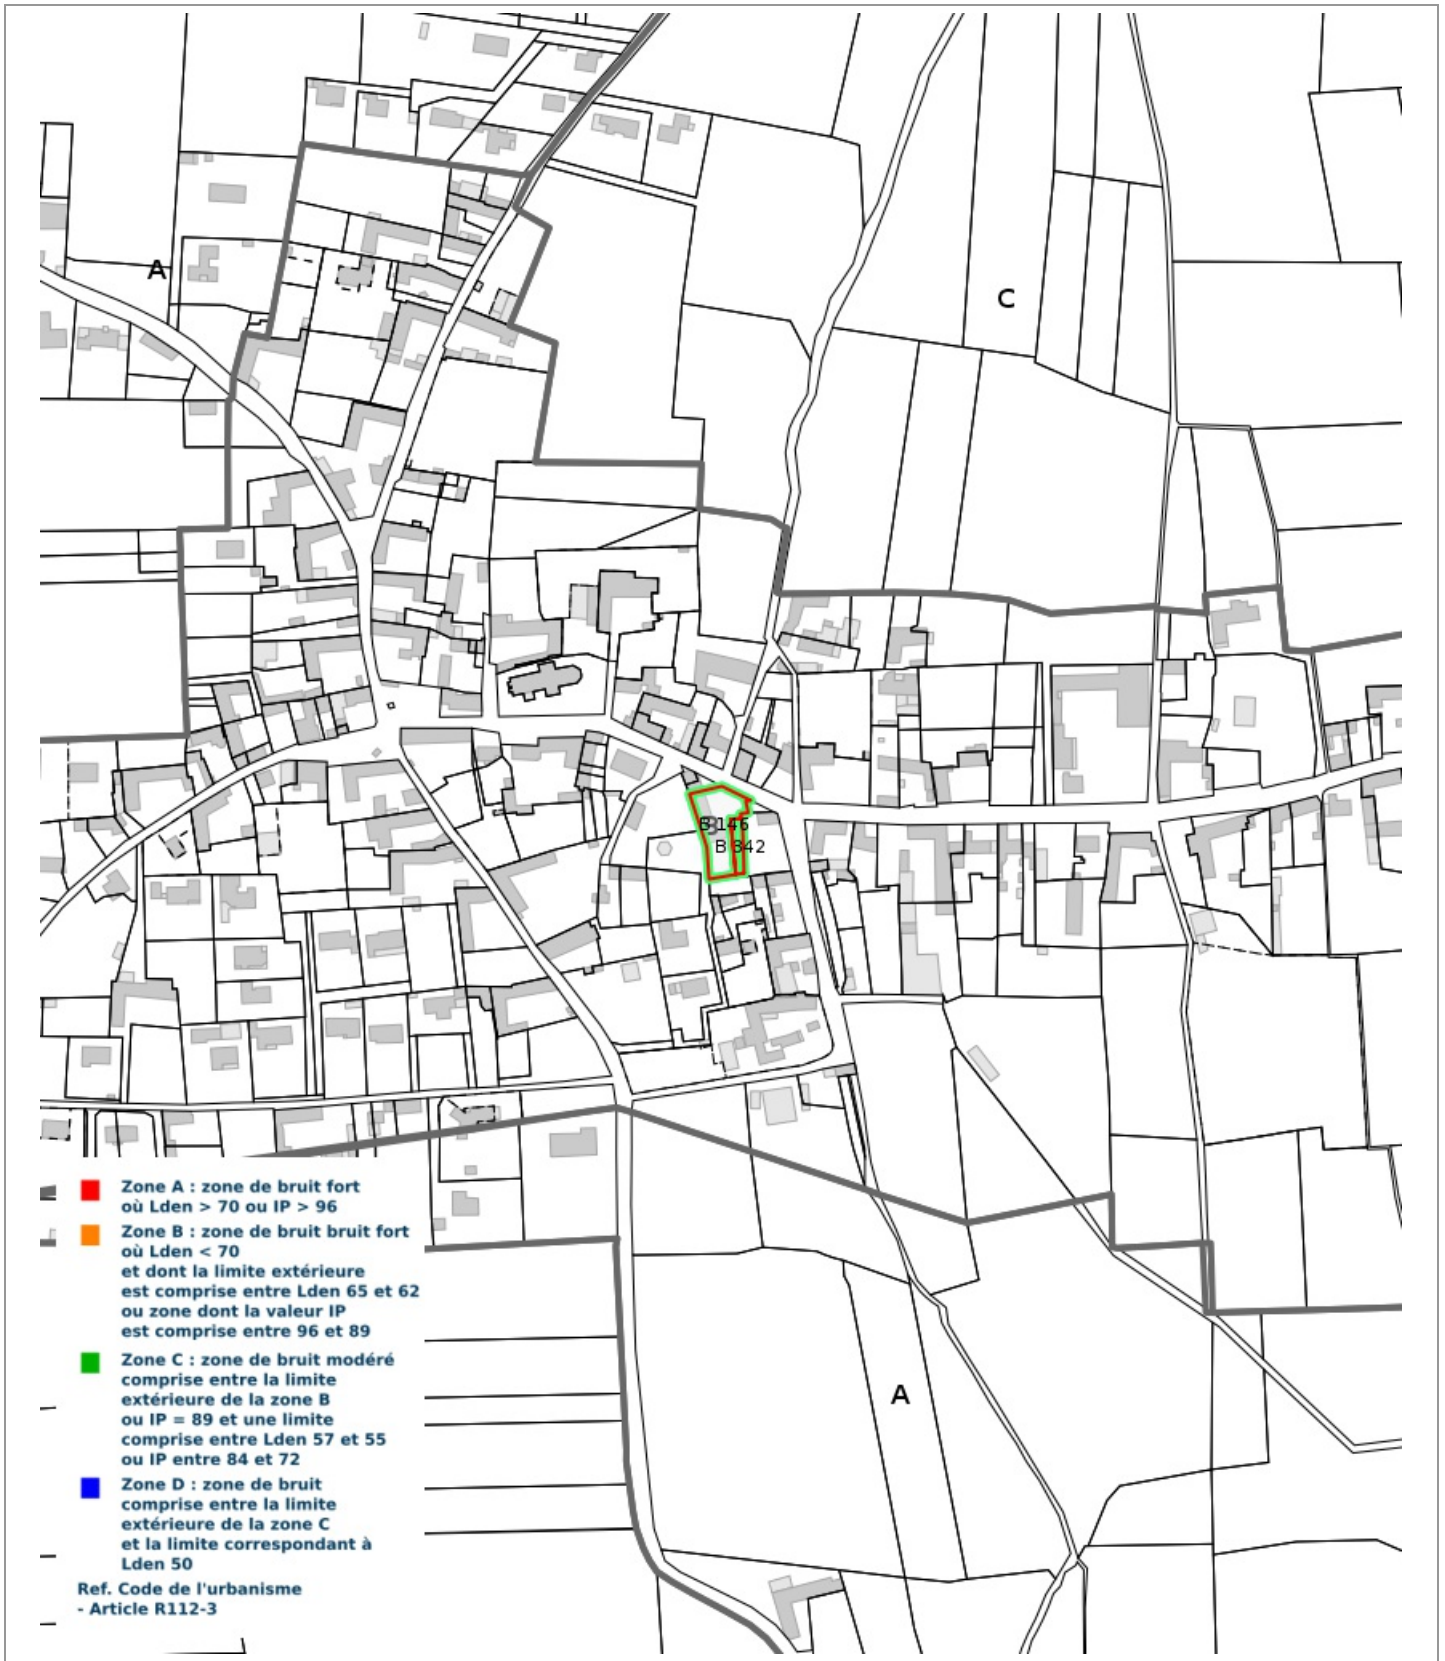 A
C
B 146
B 842
Zone A : zone de bruit fort
où Lden > 70 ou IP > 96
Zone B : zone de bruit bruit fort
où Lden < 70
et dont la limite extérieure
est comprise entre Lden 65 et 62
ou zone dont la valeur IP
est comprise entre 96 et 89
Zone C : zone de bruit modéré
comprise entre la limite
extérieure de la zone B
ou IP = 89 et une limite
comprise entre Lden 57 et 55
ou IP entre 84 et 72
Zone D : zone de bruit
comprise entre la limite
extérieure de la zone C
et la limite correspondant à
Lden 50
Ref. Code de l'urbanisme
- Article R112-3
A